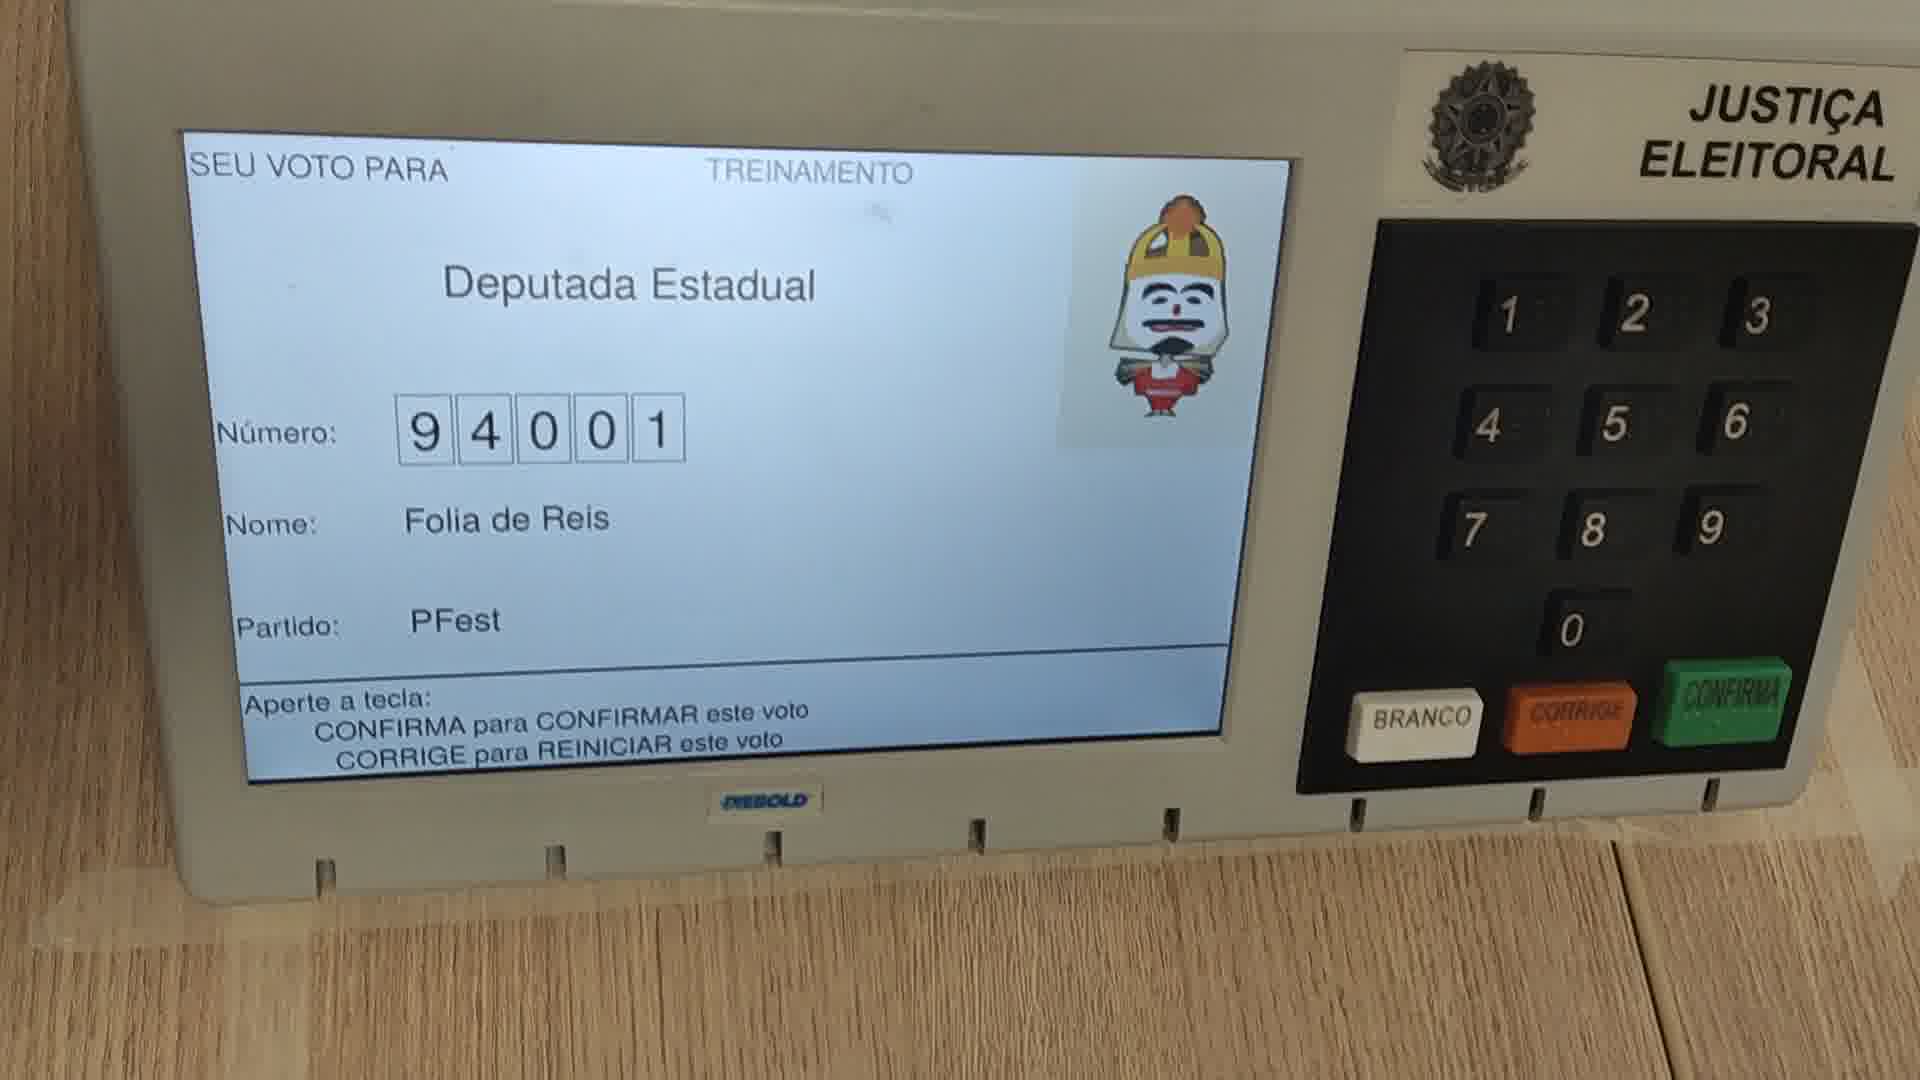 SEU VOTO PARA
TREINAMENTO
Deputada Estadual
Número: 9 4 0 0 1
Nome: Folia de Reis
Partido: PFest
Aperte a tecla:
CONFIRMA para CONFIRMAR este voto
CORRIGE para REINICIAR este voto
DIEBOLD
JUSTIÇA
ELEITORAL
1 2 3
4 5 6
7 8 9
0
BRANCO CORRIGE CONFIRMA